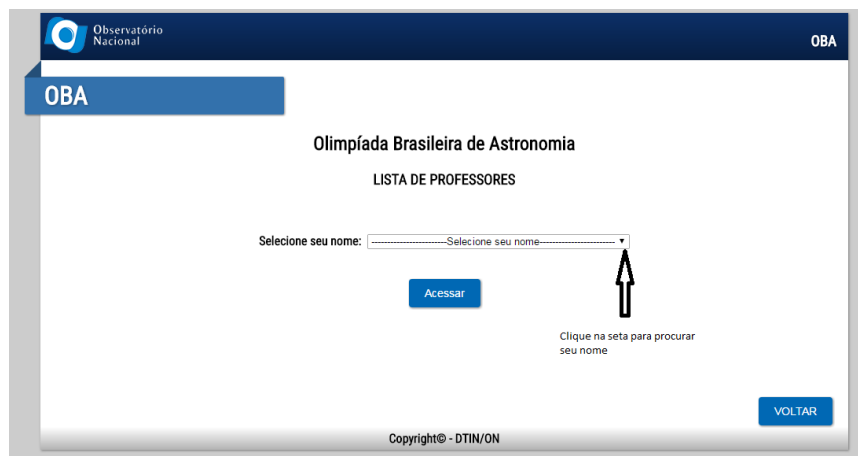 Observatório
Nacional
OBA
OBA
Olimpíada Brasileira de Astronomia
LISTA DE PROFESSORES
Selecione seu nome: -----------------------Selecione seu nome-----------------------
Acessar
Clique na seta para procurar
seu nome
VOLTAR
Copyright© - DTIN/ON